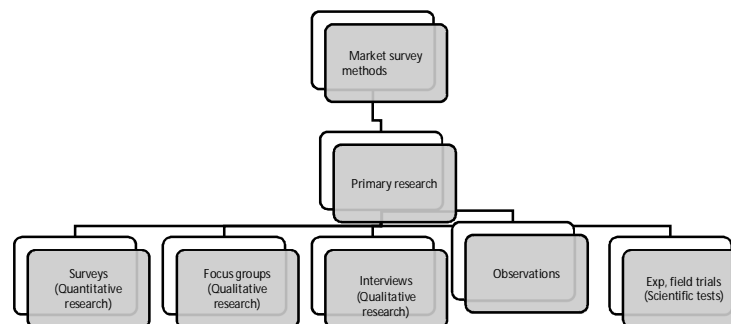 Market survey
methods
Primary research
Surveys
(Quantitative
research)
Focus groups
(Qualitative
research)
Interviews
(Qualitative
research)
Observations
Exp, field trials
(Scientific tests)